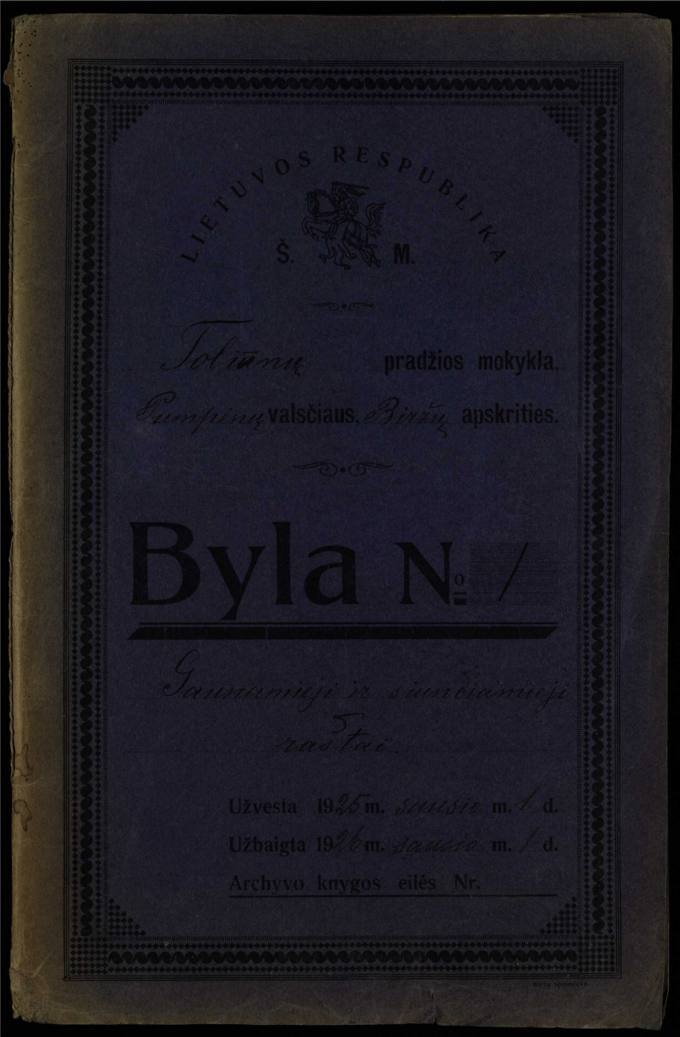 LIETUVOS RESPUBLIKA
Š. M.
Toliūnų pradžios mokykla.
Pumpėnų valsčiaus, Biržų apskrities.
Byla No 1
Gaunamieji ir siunčiamieji
raštai.
Užvesta 1925 m. sausio m. 1 d.
Užbaigta 1926 m. sausio m. 1 d.
Archyvo knygos eilės Nr.